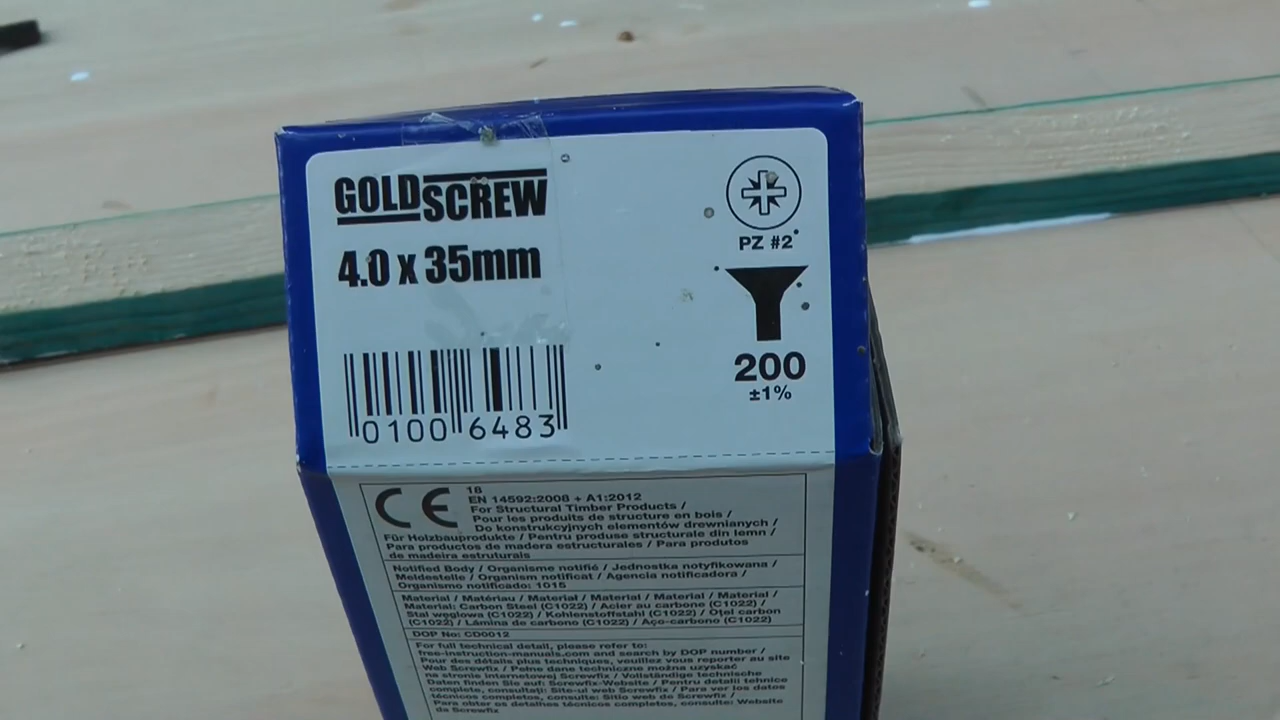 GOLDSCREW
4.0 x 35mm
PZ #2
200
±1%
0100 6483
CE
18
EN 14592:2008 + A1:2012
For Structural Timber Products /
Pour les produits de structure en bois /
Do konstrukcyjnych elementów drewnianych /
Für Holzbauprodukte / Pentru produse structurale din lemn /
Para productos de madera estructurales / Para produtos
de madeira estruturais
Notified Body / Organisme notifié / Jednostka notyfikowana /
Meldestelle / Organism notificat / Agencia notificadora /
Organismo notificado: 1015
Material / Matériau / Material / Material / Material / Material /
Material: Carbon Steel (C1022) / Acier au carbone (C1022) /
Stal węglowa (C1022) / Kohlenstoffstahl (C1022) / Oțel carbon
(C1022) / Lámina de carbono (C1022) / Aço-carbono (C1022)
DOP No: CD0012
For full technical detail, please refer to:
free-instruction-manuals.com and search by DOP number /
Pour des détails plus techniques, veuillez vous reporter au site
Web Screwfix / Pełne dane techniczne można uzyskać
na stronie internetowej Screwfix / Vollständige technische
Daten finden Sie auf: Screwfix-Website / Pentru detalii tehnice
complete, consultați: Site-ul web Screwfix / Para ver los datos
técnicos completos, consulte: Sitio web de Screwfix /
Para obter os detalhes técnicos completos, consulte: Website
da Screwfix